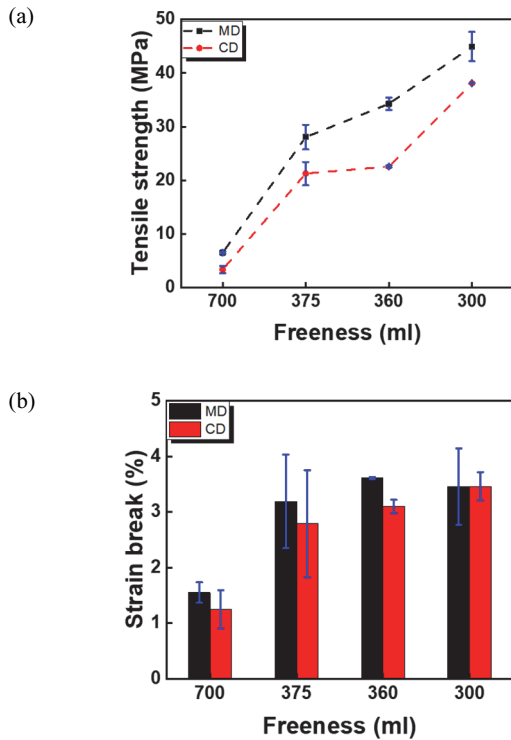 (a)
50
40
30
20
10
0
Tensile strength (MPa)
MD
CD
700 375 360 300
Freeness (ml)
(b)
5
4
3
2
1
0
Strain break (%)
MD
CD
700 375 360 300
Freeness (ml)